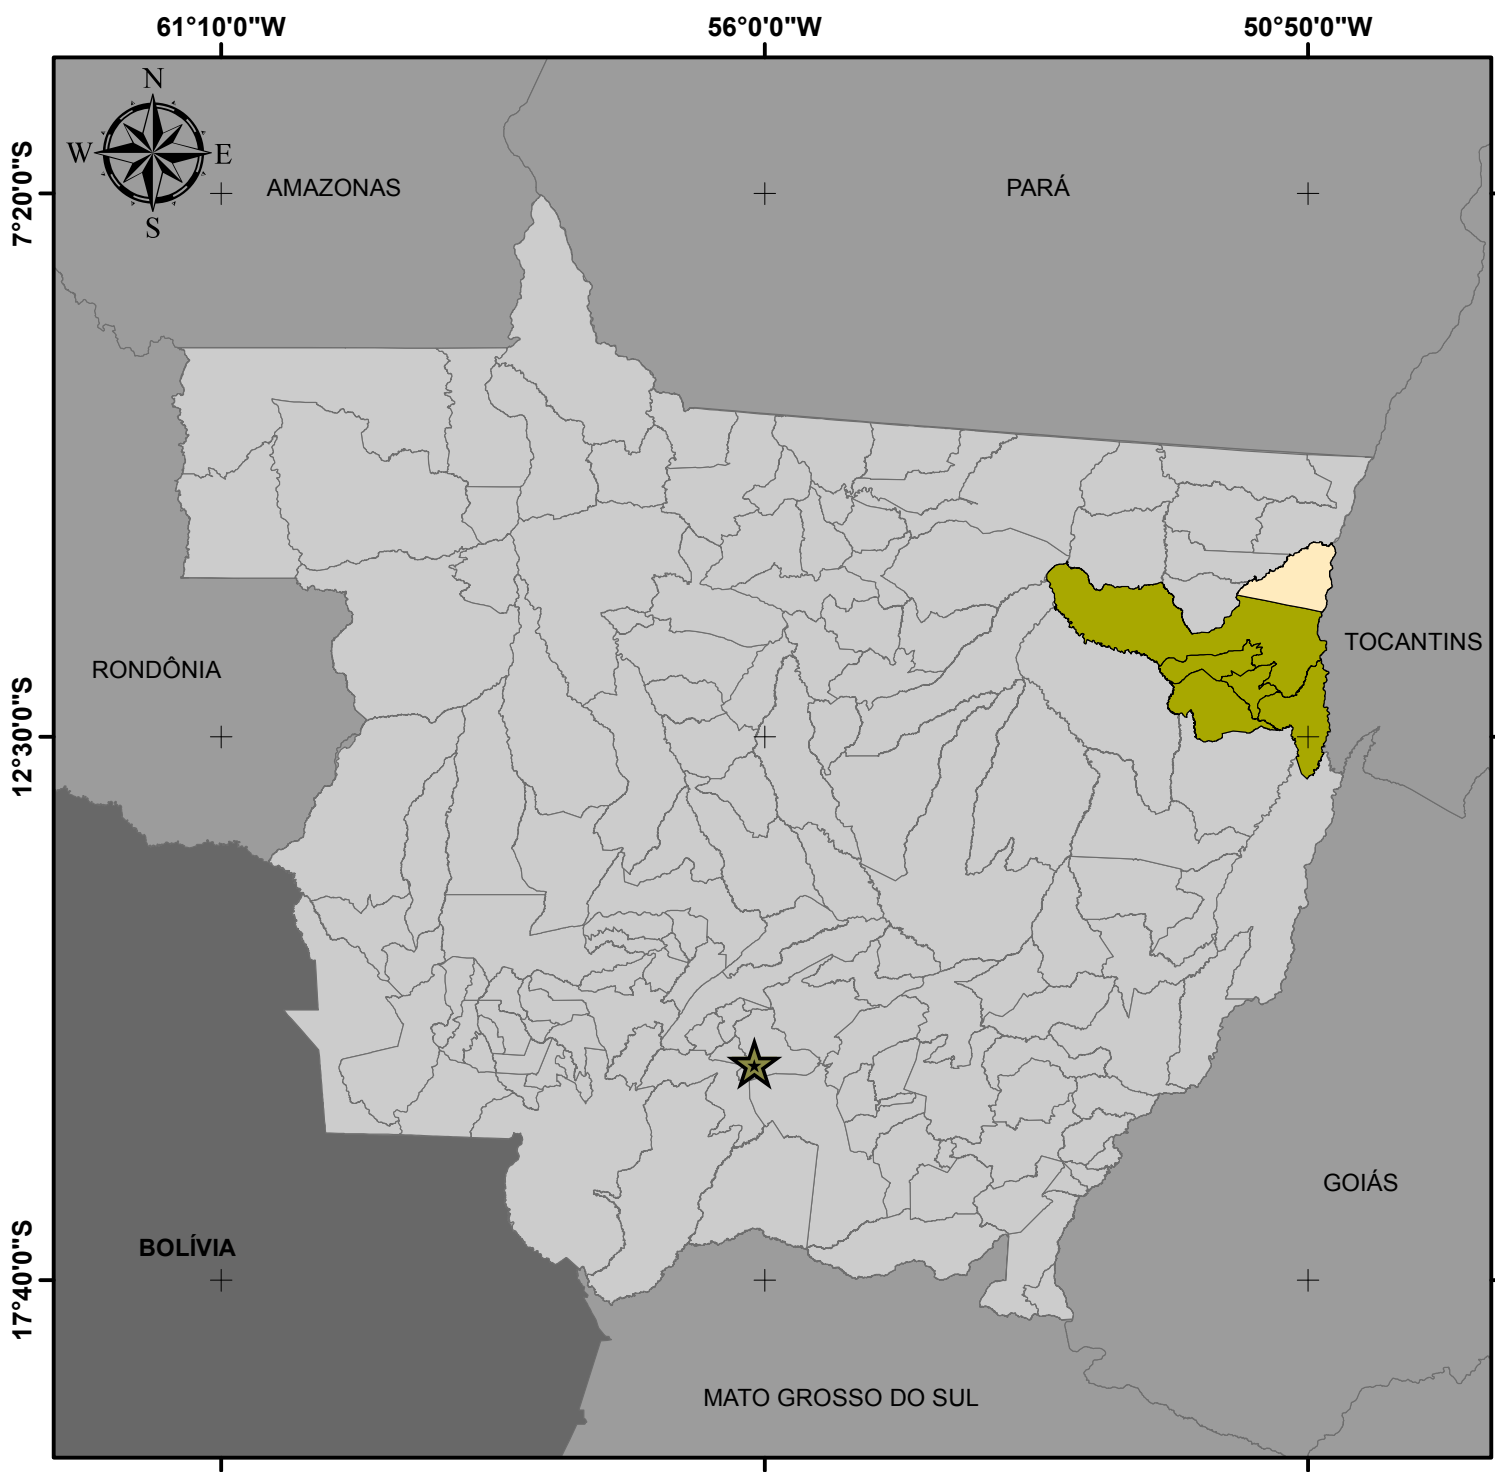 61°10'0"W 56°0'0"W 50°50'0"W
N
W E
S
7°20'0"S
AMAZONAS
PARÁ
12°30'0"S
RONDÔNIA
TOCANTINS
GOIÁS
17°40'0"S
BOLÍVIA
MATO GROSSO DO SUL